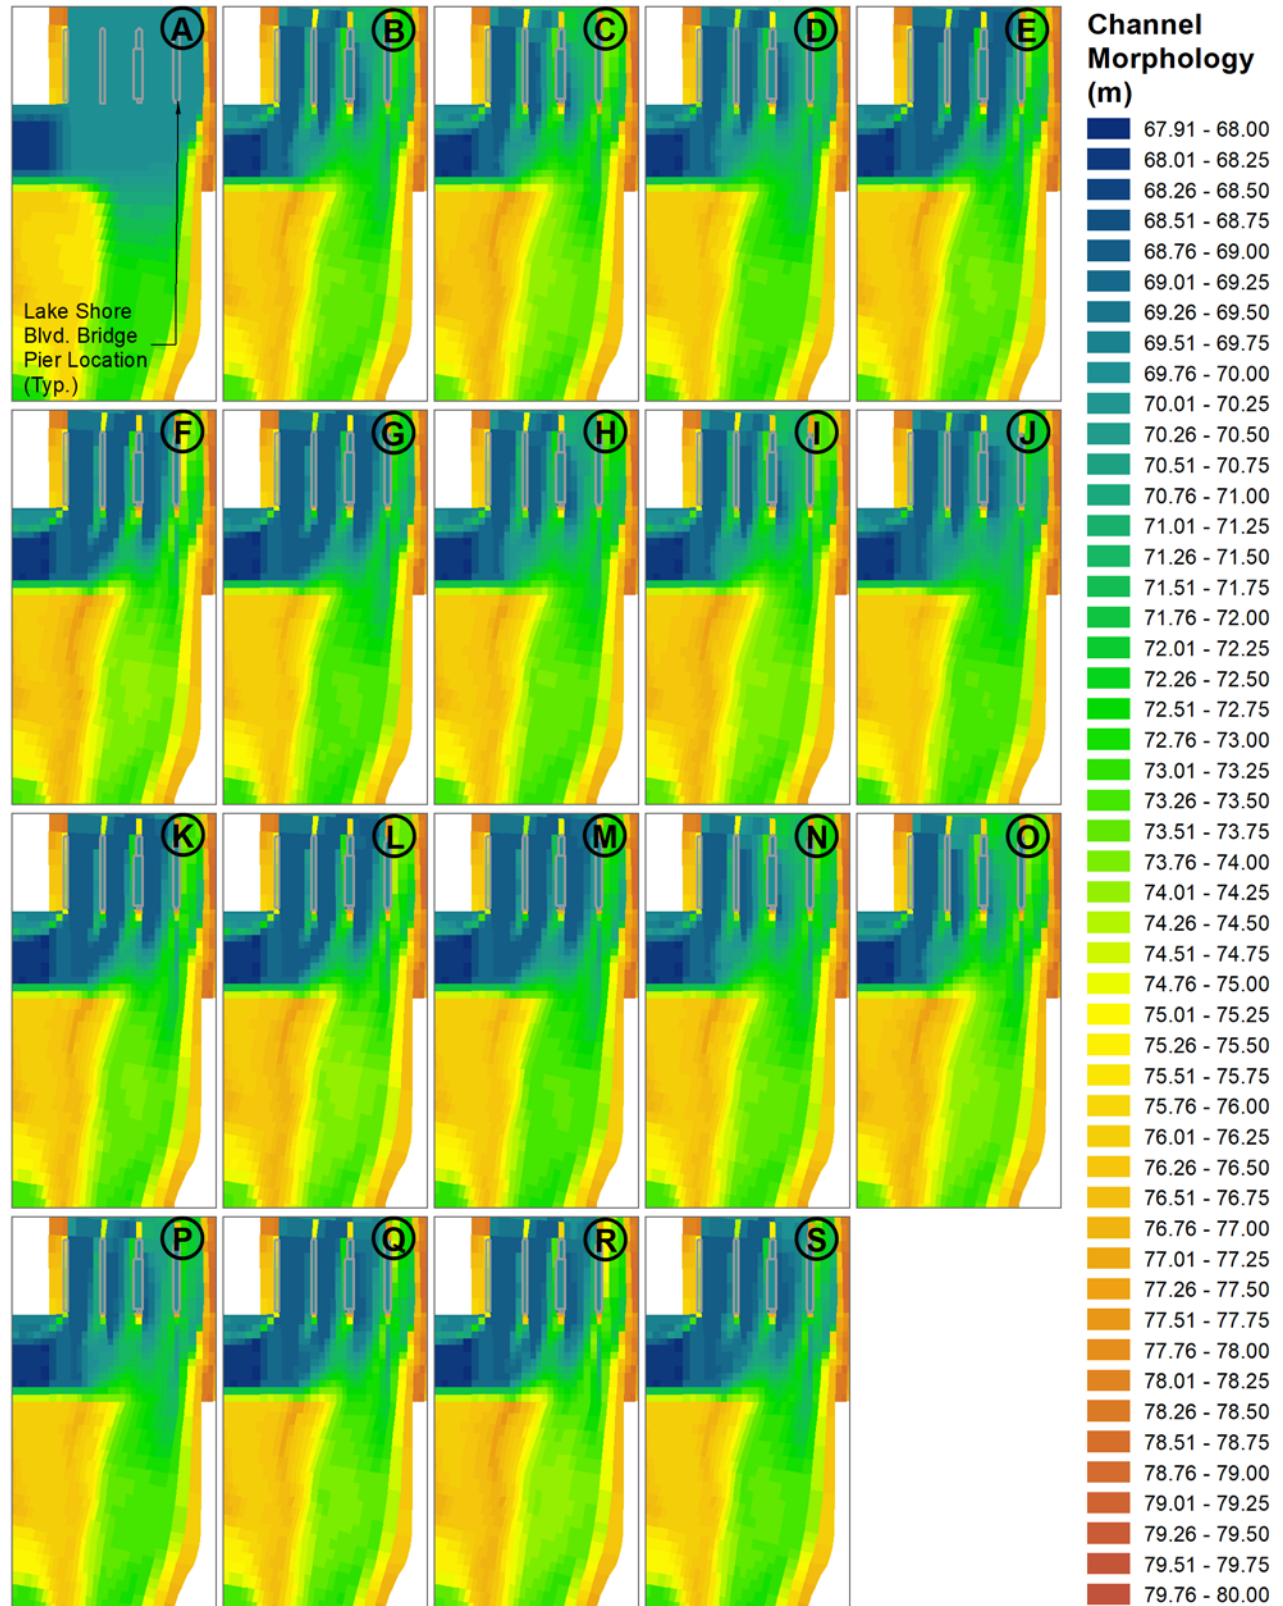 A
B
C
D
E
Lake Shore
Blvd. Bridge
Pier Location
(Typ.)
F
G
H
I
J
K
L
M
N
O
P
Q
R
S
Channel
Morphology
(m)
67.91 - 68.00
68.01 - 68.25
68.26 - 68.50
68.51 - 68.75
68.76 - 69.00
69.01 - 69.25
69.26 - 69.50
69.51 - 69.75
69.76 - 70.00
70.01 - 70.25
70.26 - 70.50
70.51 - 70.75
70.76 - 71.00
71.01 - 71.25
71.26 - 71.50
71.51 - 71.75
71.76 - 72.00
72.01 - 72.25
72.26 - 72.50
72.51 - 72.75
72.76 - 73.00
73.01 - 73.25
73.26 - 73.50
73.51 - 73.75
73.76 - 74.00
74.01 - 74.25
74.26 - 74.50
74.51 - 74.75
74.76 - 75.00
75.01 - 75.25
75.26 - 75.50
75.51 - 75.75
75.76 - 76.00
76.01 - 76.25
76.26 - 76.50
76.51 - 76.75
76.76 - 77.00
77.01 - 77.25
77.26 - 77.50
77.51 - 77.75
77.76 - 78.00
78.01 - 78.25
78.26 - 78.50
78.51 - 78.75
78.76 - 79.00
79.01 - 79.25
79.26 - 79.50
79.51 - 79.75
79.76 - 80.00